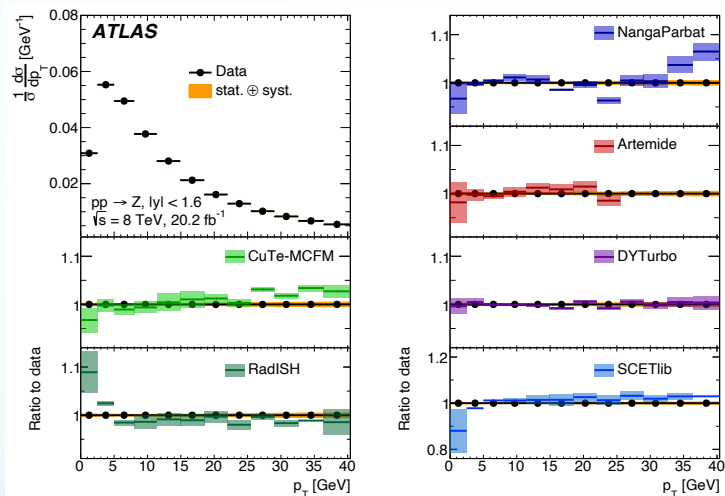 ATLAS
1/σ dσ/dp_T [GeV⁻¹]
0.08
0.06
0.04
0.02
Data
stat. ⊕ syst.
pp → Z, |y| < 1.6
√s = 8 TeV, 20.2 fb⁻¹
1.1
1
CuTe-MCFM
Ratio to data
1.1
1
RadISH
0 5 10 15 20 25 30 35 40
p_T [GeV]
1.1
1
NangaParbat
1.1
1
Artemide
1.1
1
DYTurbo
Ratio to data
1.2
1
0.8
SCETlib
0 5 10 15 20 25 30 35 40
p_T [GeV]